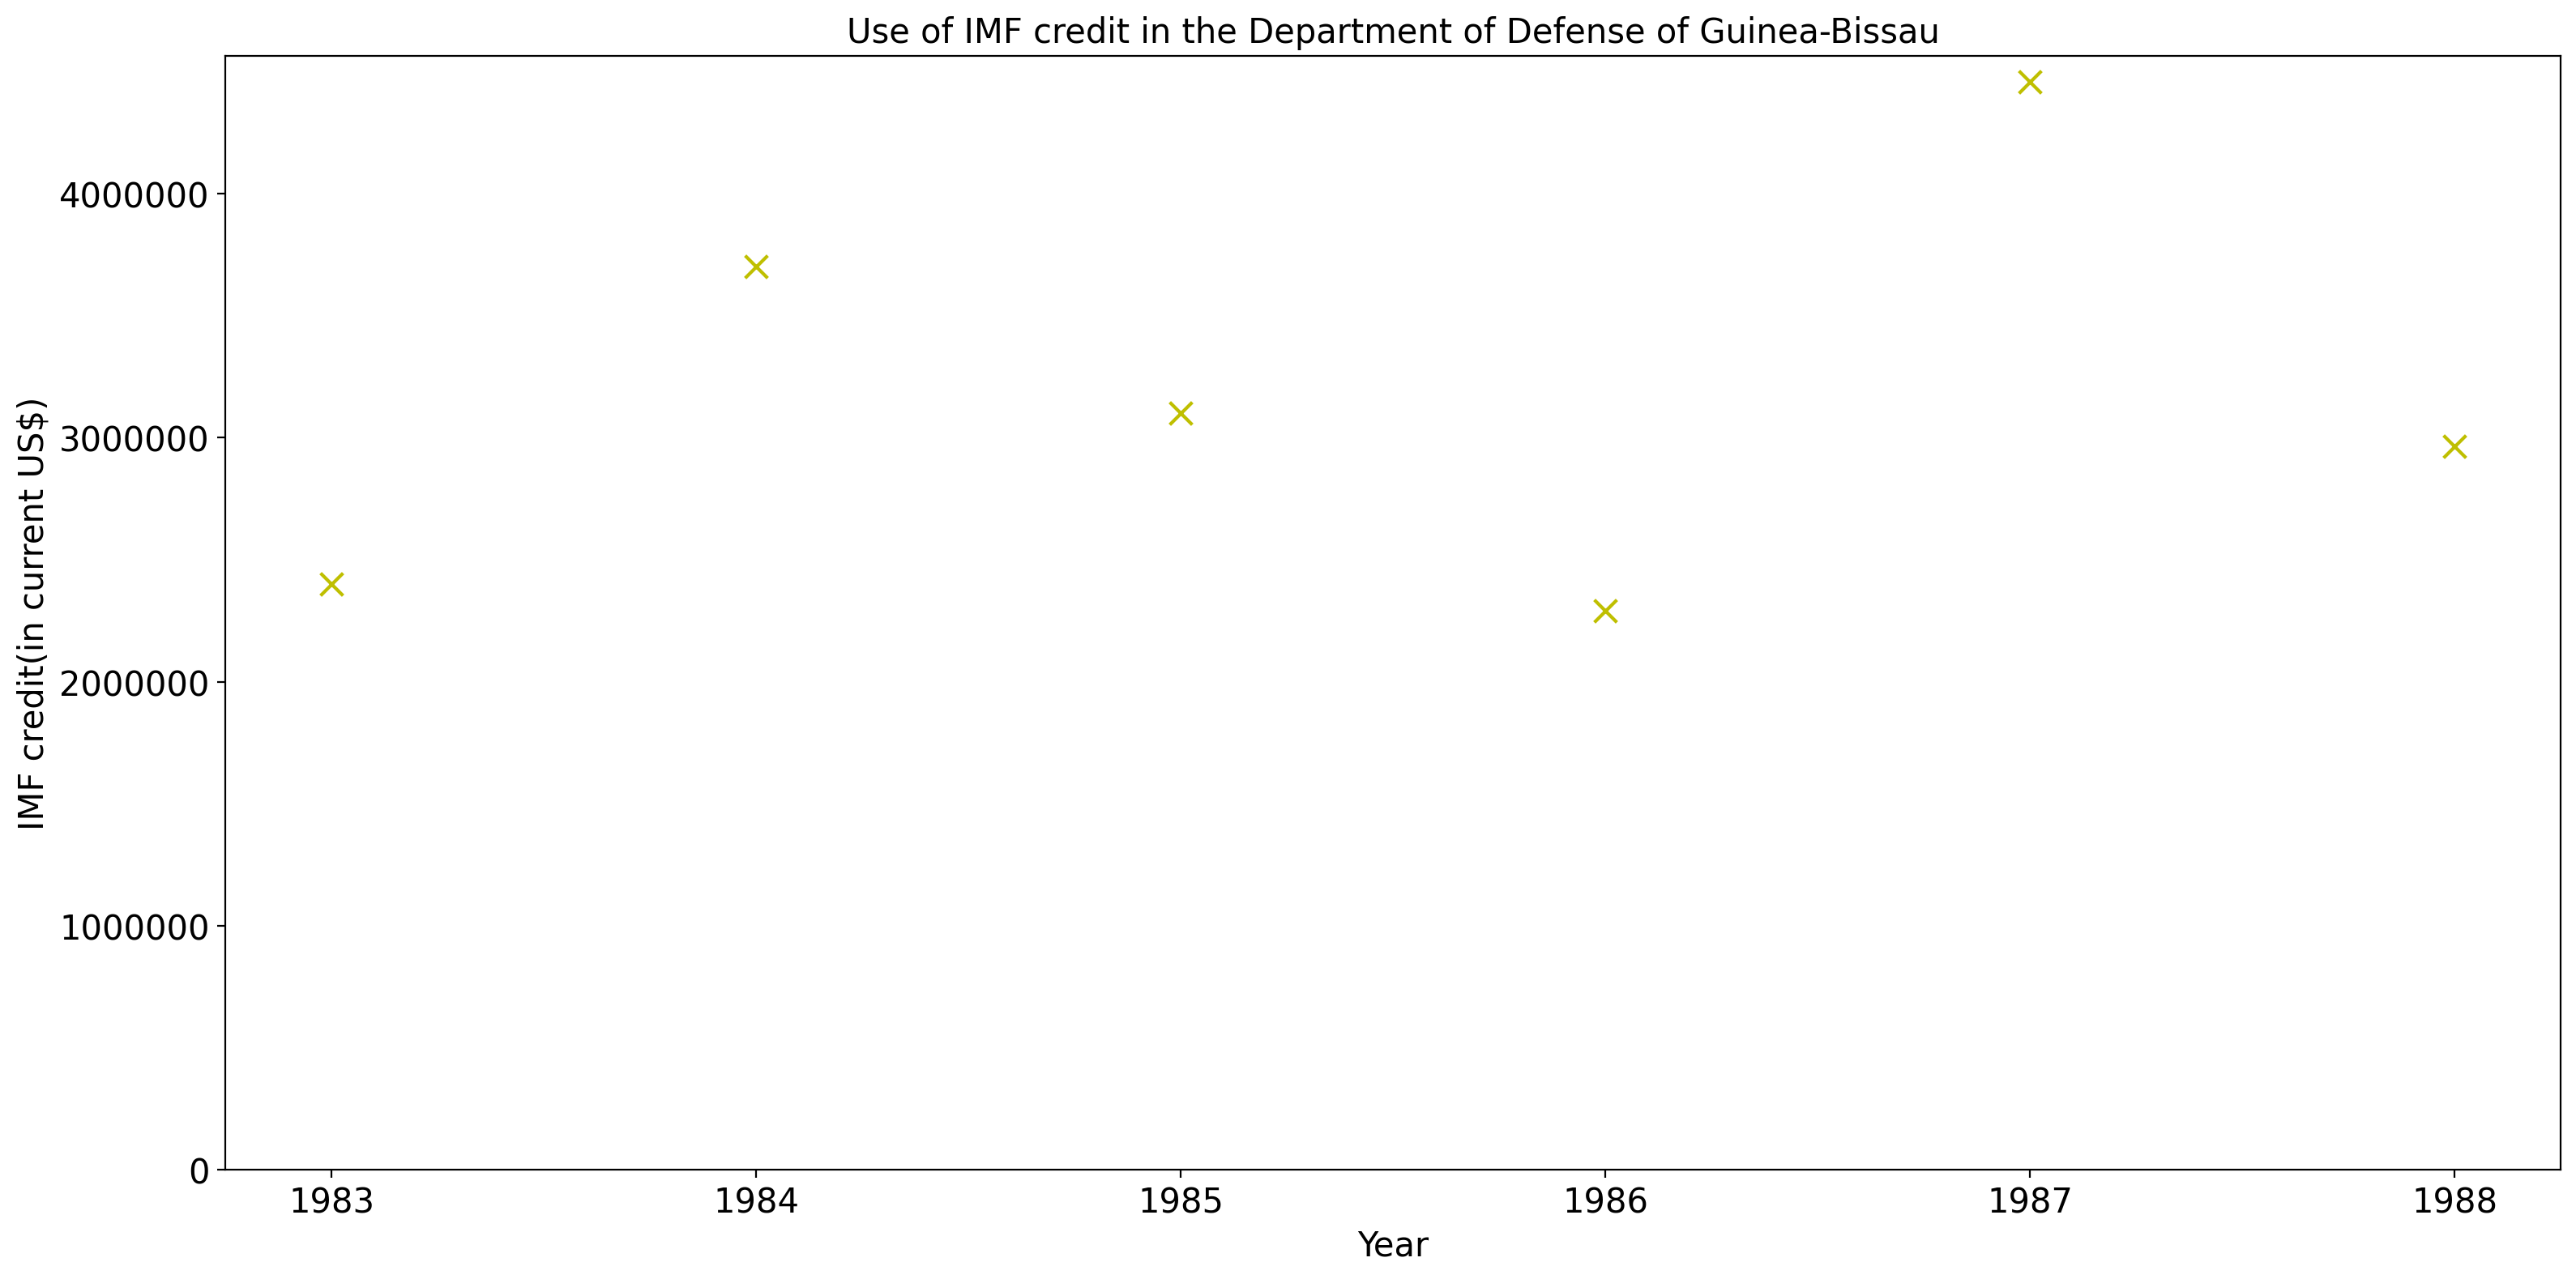 Use of IMF credit in the Department of Defense of Guinea-Bissau
IMF credit(in current US$)
4000000
3000000
2000000
1000000
0
1983 1984 1985 1986 1987 1988
Year